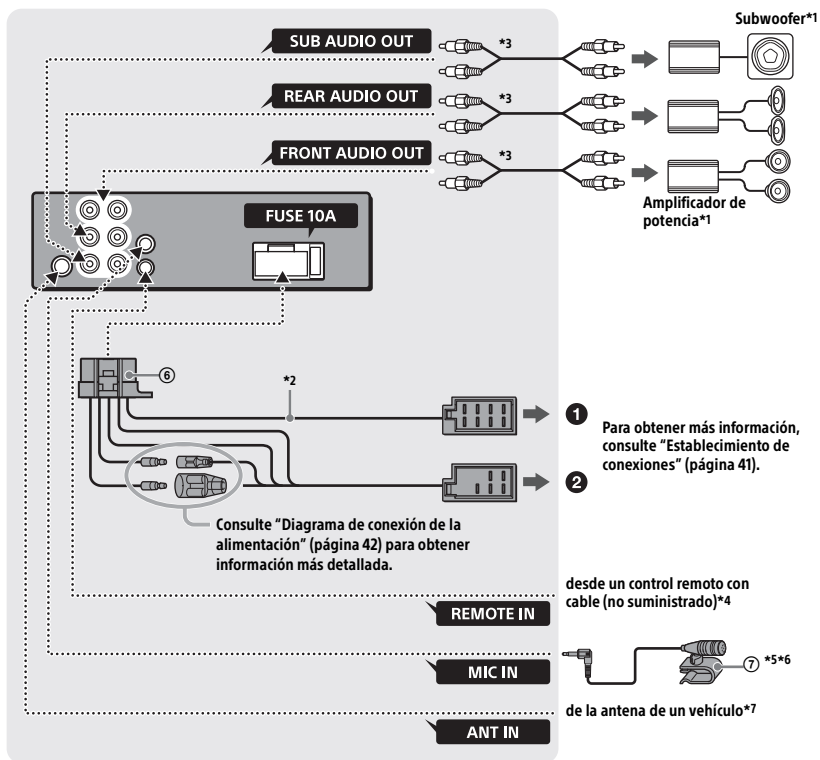 Subwoofer*1
SUB AUDIO OUT
*3
REAR AUDIO OUT
*3
FRONT AUDIO OUT
*3
Amplificador de
potencia*1
FUSE 10A
⑥
*2
❶
Para obtener más información,
consulte “Establecimiento de
conexiones” (página 41).
❷
Consulte “Diagrama de conexión de la
alimentación” (página 42) para obtener
información más detallada.
desde un control remoto con
cable (no suministrado)*4
REMOTE IN
⑦ *5*6
MIC IN
de la antena de un vehículo*7
ANT IN